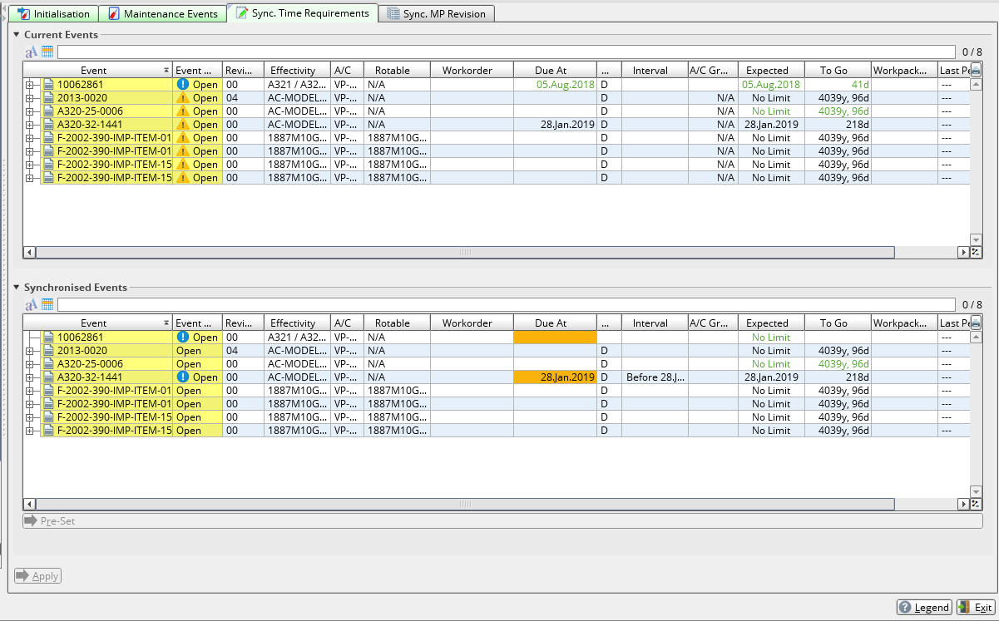 Initialisation Maintenance Events Sync. Time Requirements Sync. MP Revision
Current Events
0 / 8
Event Event ... Revi... Effectivity A/C Rotable Workorder Due At ... Interval A/C Gr... Expected To Go Workpack... Last Pe
10062861 Open 00 A321 / A32... VP-... N/A 05.Aug.2018 D 05.Aug.2018 41d ---
2013-0020 Open 04 AC-MODEL... VP-... N/A D N/A No Limit 4039y, 96d ---
A320-25-0006 Open 00 AC-MODEL... VP-... N/A D N/A No Limit 4039y, 96d ---
A320-32-1441 Open 00 AC-MODEL... VP-... N/A 28.Jan.2019 D N/A 28.Jan.2019 218d ---
F-2002-390-IMP-ITEM-01 Open 00 1887M10G... VP-... 1887M10G... D N/A No Limit 4039y, 96d ---
F-2002-390-IMP-ITEM-01 Open 00 1887M10G... VP-... 1887M10G... D N/A No Limit 4039y, 96d ---
F-2002-390-IMP-ITEM-15 Open 00 1887M10G... VP-... 1887M10G... D N/A No Limit 4039y, 96d ---
F-2002-390-IMP-ITEM-15 Open 00 1887M10G... VP-... 1887M10G... D N/A No Limit 4039y, 96d ---
Synchronised Events
0 / 8
Event Event ... Revi... Effectivity A/C Rotable Workorder Due At ... Interval A/C Gr... Expected To Go Workpack... Last Pe
10062861 Open 00 A321 / A32... VP-... N/A No Limit ---
2013-0020 Open 04 AC-MODEL... VP-... N/A D No Limit 4039y, 96d ---
A320-25-0006 Open 00 AC-MODEL... VP-... N/A D No Limit 4039y, 96d ---
A320-32-1441 Open 00 AC-MODEL... VP-... N/A 28.Jan.2019 D Before 28.J... 28.Jan.2019 218d ---
F-2002-390-IMP-ITEM-01 Open 00 1887M10G... VP-... 1887M10G... D No Limit 4039y, 96d ---
F-2002-390-IMP-ITEM-01 Open 00 1887M10G... VP-... 1887M10G... D No Limit 4039y, 96d ---
F-2002-390-IMP-ITEM-15 Open 00 1887M10G... VP-... 1887M10G... D No Limit 4039y, 96d ---
F-2002-390-IMP-ITEM-15 Open 00 1887M10G... VP-... 1887M10G... D No Limit 4039y, 96d ---
Pre-Set
Apply
Legend Exit